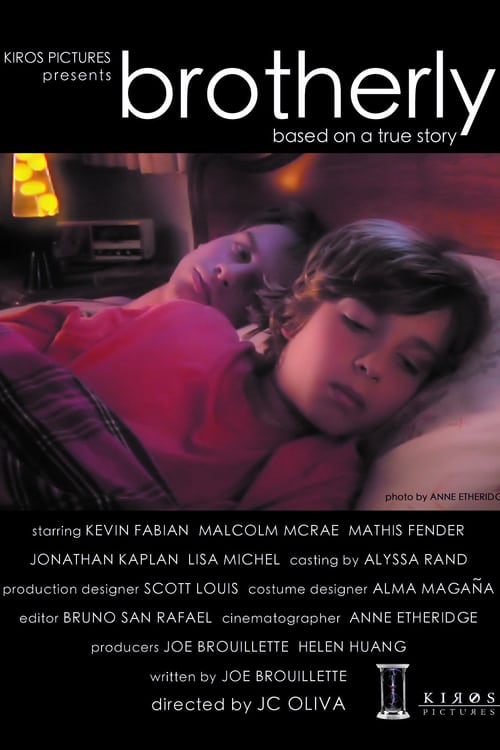 KIROS PICTURES
presents
brotherly
based on a true story
photo by ANNE ETHERIDG
starring KEVIN FABIAN MALCOLM MCRAE MATHIS FENDER
JONATHAN KAPLAN LISA MICHEL casting by ALYSSA RAND
production designer SCOTT LOUIS costume designer ALMA MAGAÑA
editor BRUNO SAN RAFAEL cinematographer ANNE ETHERIDGE
producers JOE BROUILLETTE HELEN HUANG
written by JOE BROUILLETTE
directed by JC OLIVA
KIRØS
PICTURES